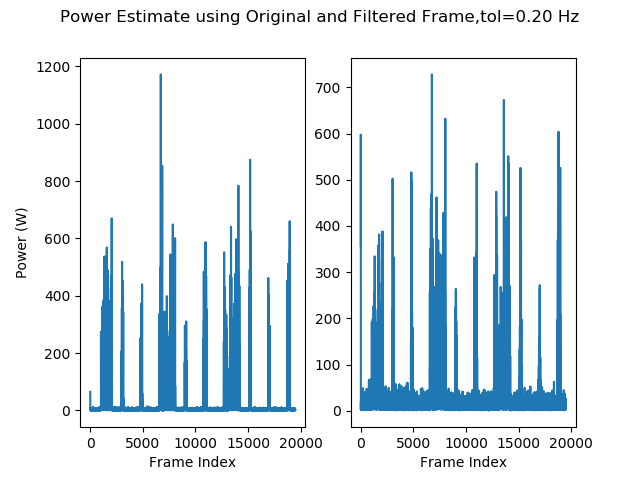 Power Estimate using Original and Filtered Frame,tol=0.20 Hz
1200
1000
800
600
400
200
0
Power (W)
0 5000 10000 15000 20000
Frame Index
700
600
500
400
300
200
100
0
0 5000 10000 15000 20000
Frame Index